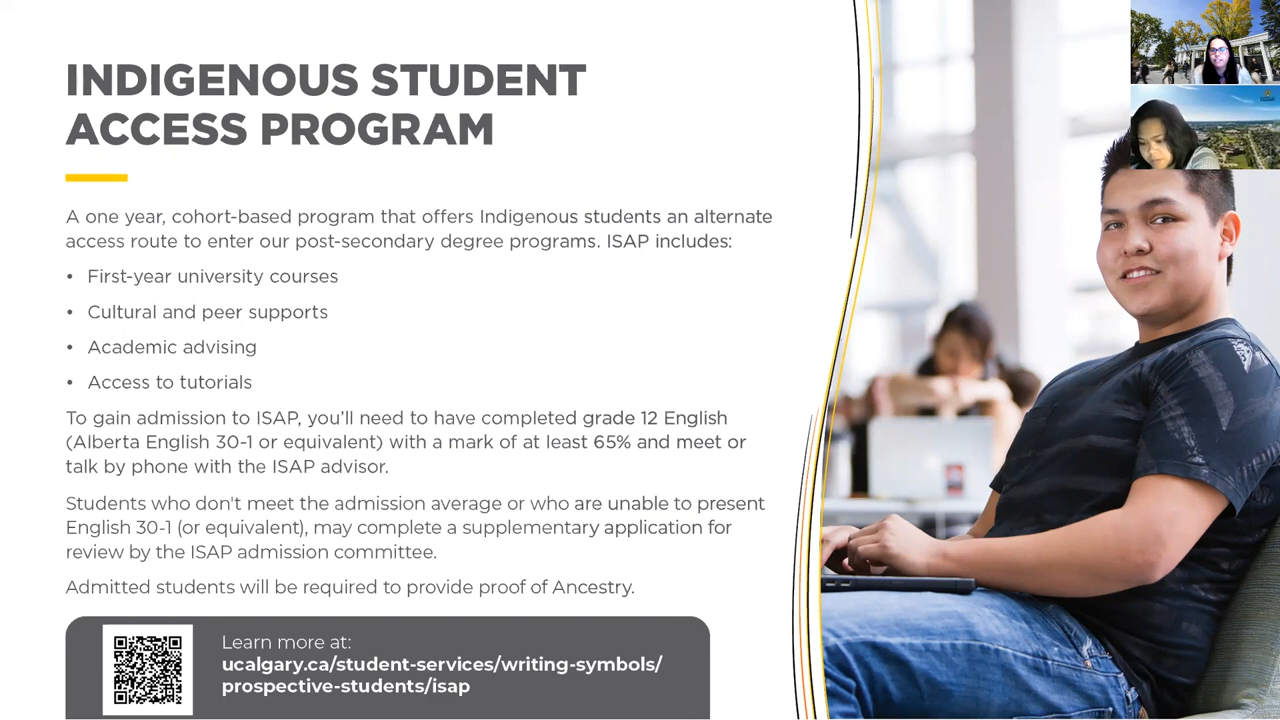 INDIGENOUS STUDENT
ACCESS PROGRAM
A one year, cohort-based program that offers Indigenous students an alternate
access route to enter our post-secondary degree programs. ISAP includes:
• First-year university courses
• Cultural and peer supports
• Academic advising
• Access to tutorials
To gain admission to ISAP, you’ll need to have completed grade 12 English
(Alberta English 30-1 or equivalent) with a mark of at least 65% and meet or
talk by phone with the ISAP advisor.
Students who don't meet the admission average or who are unable to present
English 30-1 (or equivalent), may complete a supplementary application for
review by the ISAP admission committee.
Admitted students will be required to provide proof of Ancestry.
Learn more at:
ucalgary.ca/student-services/writing-symbols/
prospective-students/isap